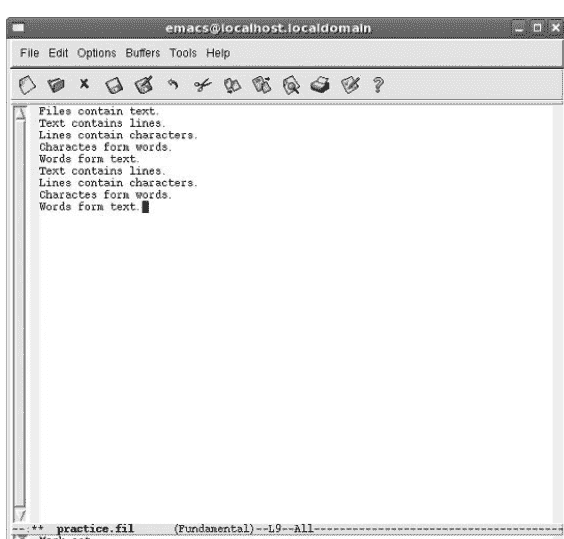 emacs@localhost.localdomain
File Edit Options Buffers Tools Help
Files contain text.
Text contains lines.
Lines contain characters.
Charactes form words.
Words form text.
Text contains lines.
Lines contain characters.
Charactes form words.
Words form text.
--:** practice.fil (Fundamental)--L9--All--------------------
Mark set